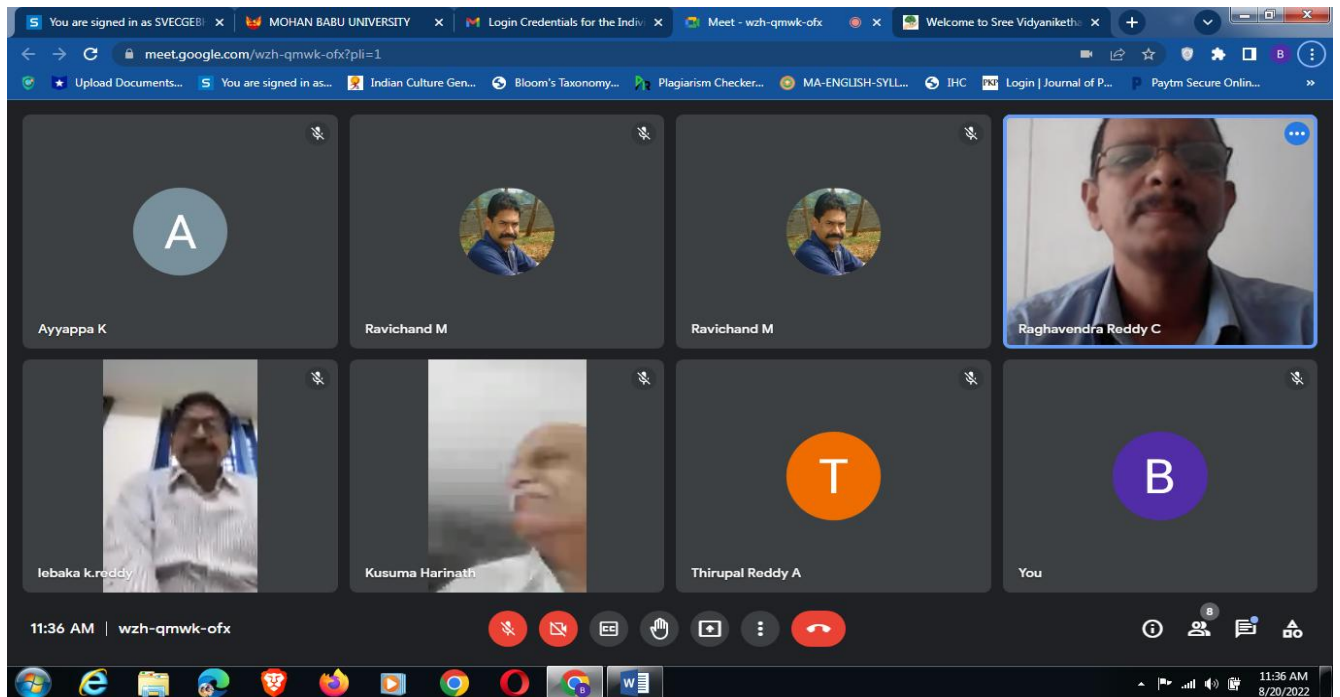 You are signed in as SVECGEBH
MOHAN BABU UNIVERSITY
Login Credentials for the Indivi
Meet - wzh-qmwk-ofx
Welcome to Sree Vidyaniketha
meet.google.com/wzh-qmwk-ofx?pli=1
B
Upload Documents...
You are signed in as...
Indian Culture Gen...
Bloom's Taxonomy...
Plagiarism Checker...
MA-ENGLISH-SYLL...
IHC
PKP Login | Journal of P...
Paytm Secure Onlin...
A
Ayyappa K
Ravichand M
Ravichand M
Raghavendra Reddy C
lebaka k.reddy
Kusuma Harinath
T
Thirupal Reddy A
B
You
11:36 AM | wzh-qmwk-ofx
CC
8
11:36 AM
8/20/2022